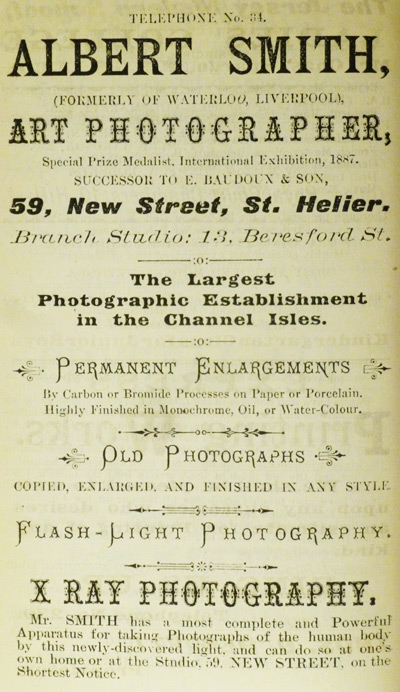 TELEPHONE No. 34.
ALBERT SMITH,
(FORMERLY OF WATERLOO, LIVERPOOL),
ART PHOTOGRAPHER,
Special Prize Medalist, International Exhibition, 1887.
SUCCESSOR TO E. BAUDOUX & SON,
59, New Street, St. Helier.
Branch Studio: 13, Beresford St.
:o:
The Largest
Photographic Establishment
in the Channel Isles.
:o:
PERMANENT ENLARGEMENTS
By Carbon or Bromide Processes on Paper or Porcelain.
Highly Finished in Monochrome, Oil, or Water-Colour.
OLD PHOTOGRAPHS
COPIED, ENLARGED, AND FINISHED IN ANY STYLE
FLASH-LIGHT PHOTOGRAPHY.
X RAY PHOTOGRAPHY.
Mr. SMITH has a most complete and Powerful
Apparatus for taking Photographs of the human body
by this newly-discovered light, and can do so at one's
own home or at the Studio, 59, NEW STREET, on the
Shortest Notice.